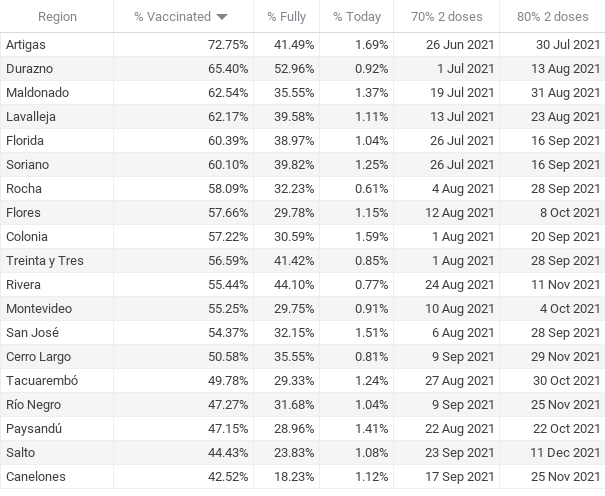 Region % Vaccinated % Fully % Today 70% 2 doses 80% 2 doses
Artigas 72.75% 41.49% 1.69% 26 Jun 2021 30 Jul 2021
Durazno 65.40% 52.96% 0.92% 1 Jul 2021 13 Aug 2021
Maldonado 62.54% 35.55% 1.37% 19 Jul 2021 31 Aug 2021
Lavalleja 62.17% 39.58% 1.11% 13 Jul 2021 23 Aug 2021
Florida 60.39% 38.97% 1.04% 26 Jul 2021 16 Sep 2021
Soriano 60.10% 39.82% 1.25% 26 Jul 2021 16 Sep 2021
Rocha 58.09% 32.23% 0.61% 4 Aug 2021 28 Sep 2021
Flores 57.66% 29.78% 1.15% 12 Aug 2021 8 Oct 2021
Colonia 57.22% 30.59% 1.59% 1 Aug 2021 20 Sep 2021
Treinta y Tres 56.59% 41.42% 0.85% 1 Aug 2021 28 Sep 2021
Rivera 55.44% 44.10% 0.77% 24 Aug 2021 11 Nov 2021
Montevideo 55.25% 29.75% 0.91% 10 Aug 2021 4 Oct 2021
San José 54.37% 32.15% 1.51% 6 Aug 2021 28 Sep 2021
Cerro Largo 50.58% 35.55% 0.81% 9 Sep 2021 29 Nov 2021
Tacuarembó 49.78% 29.33% 1.24% 27 Aug 2021 30 Oct 2021
Río Negro 47.27% 31.68% 1.04% 9 Sep 2021 25 Nov 2021
Paysandú 47.15% 28.96% 1.41% 22 Aug 2021 22 Oct 2021
Salto 44.43% 23.83% 1.08% 23 Sep 2021 11 Dec 2021
Canelones 42.52% 18.23% 1.12% 17 Sep 2021 25 Nov 2021